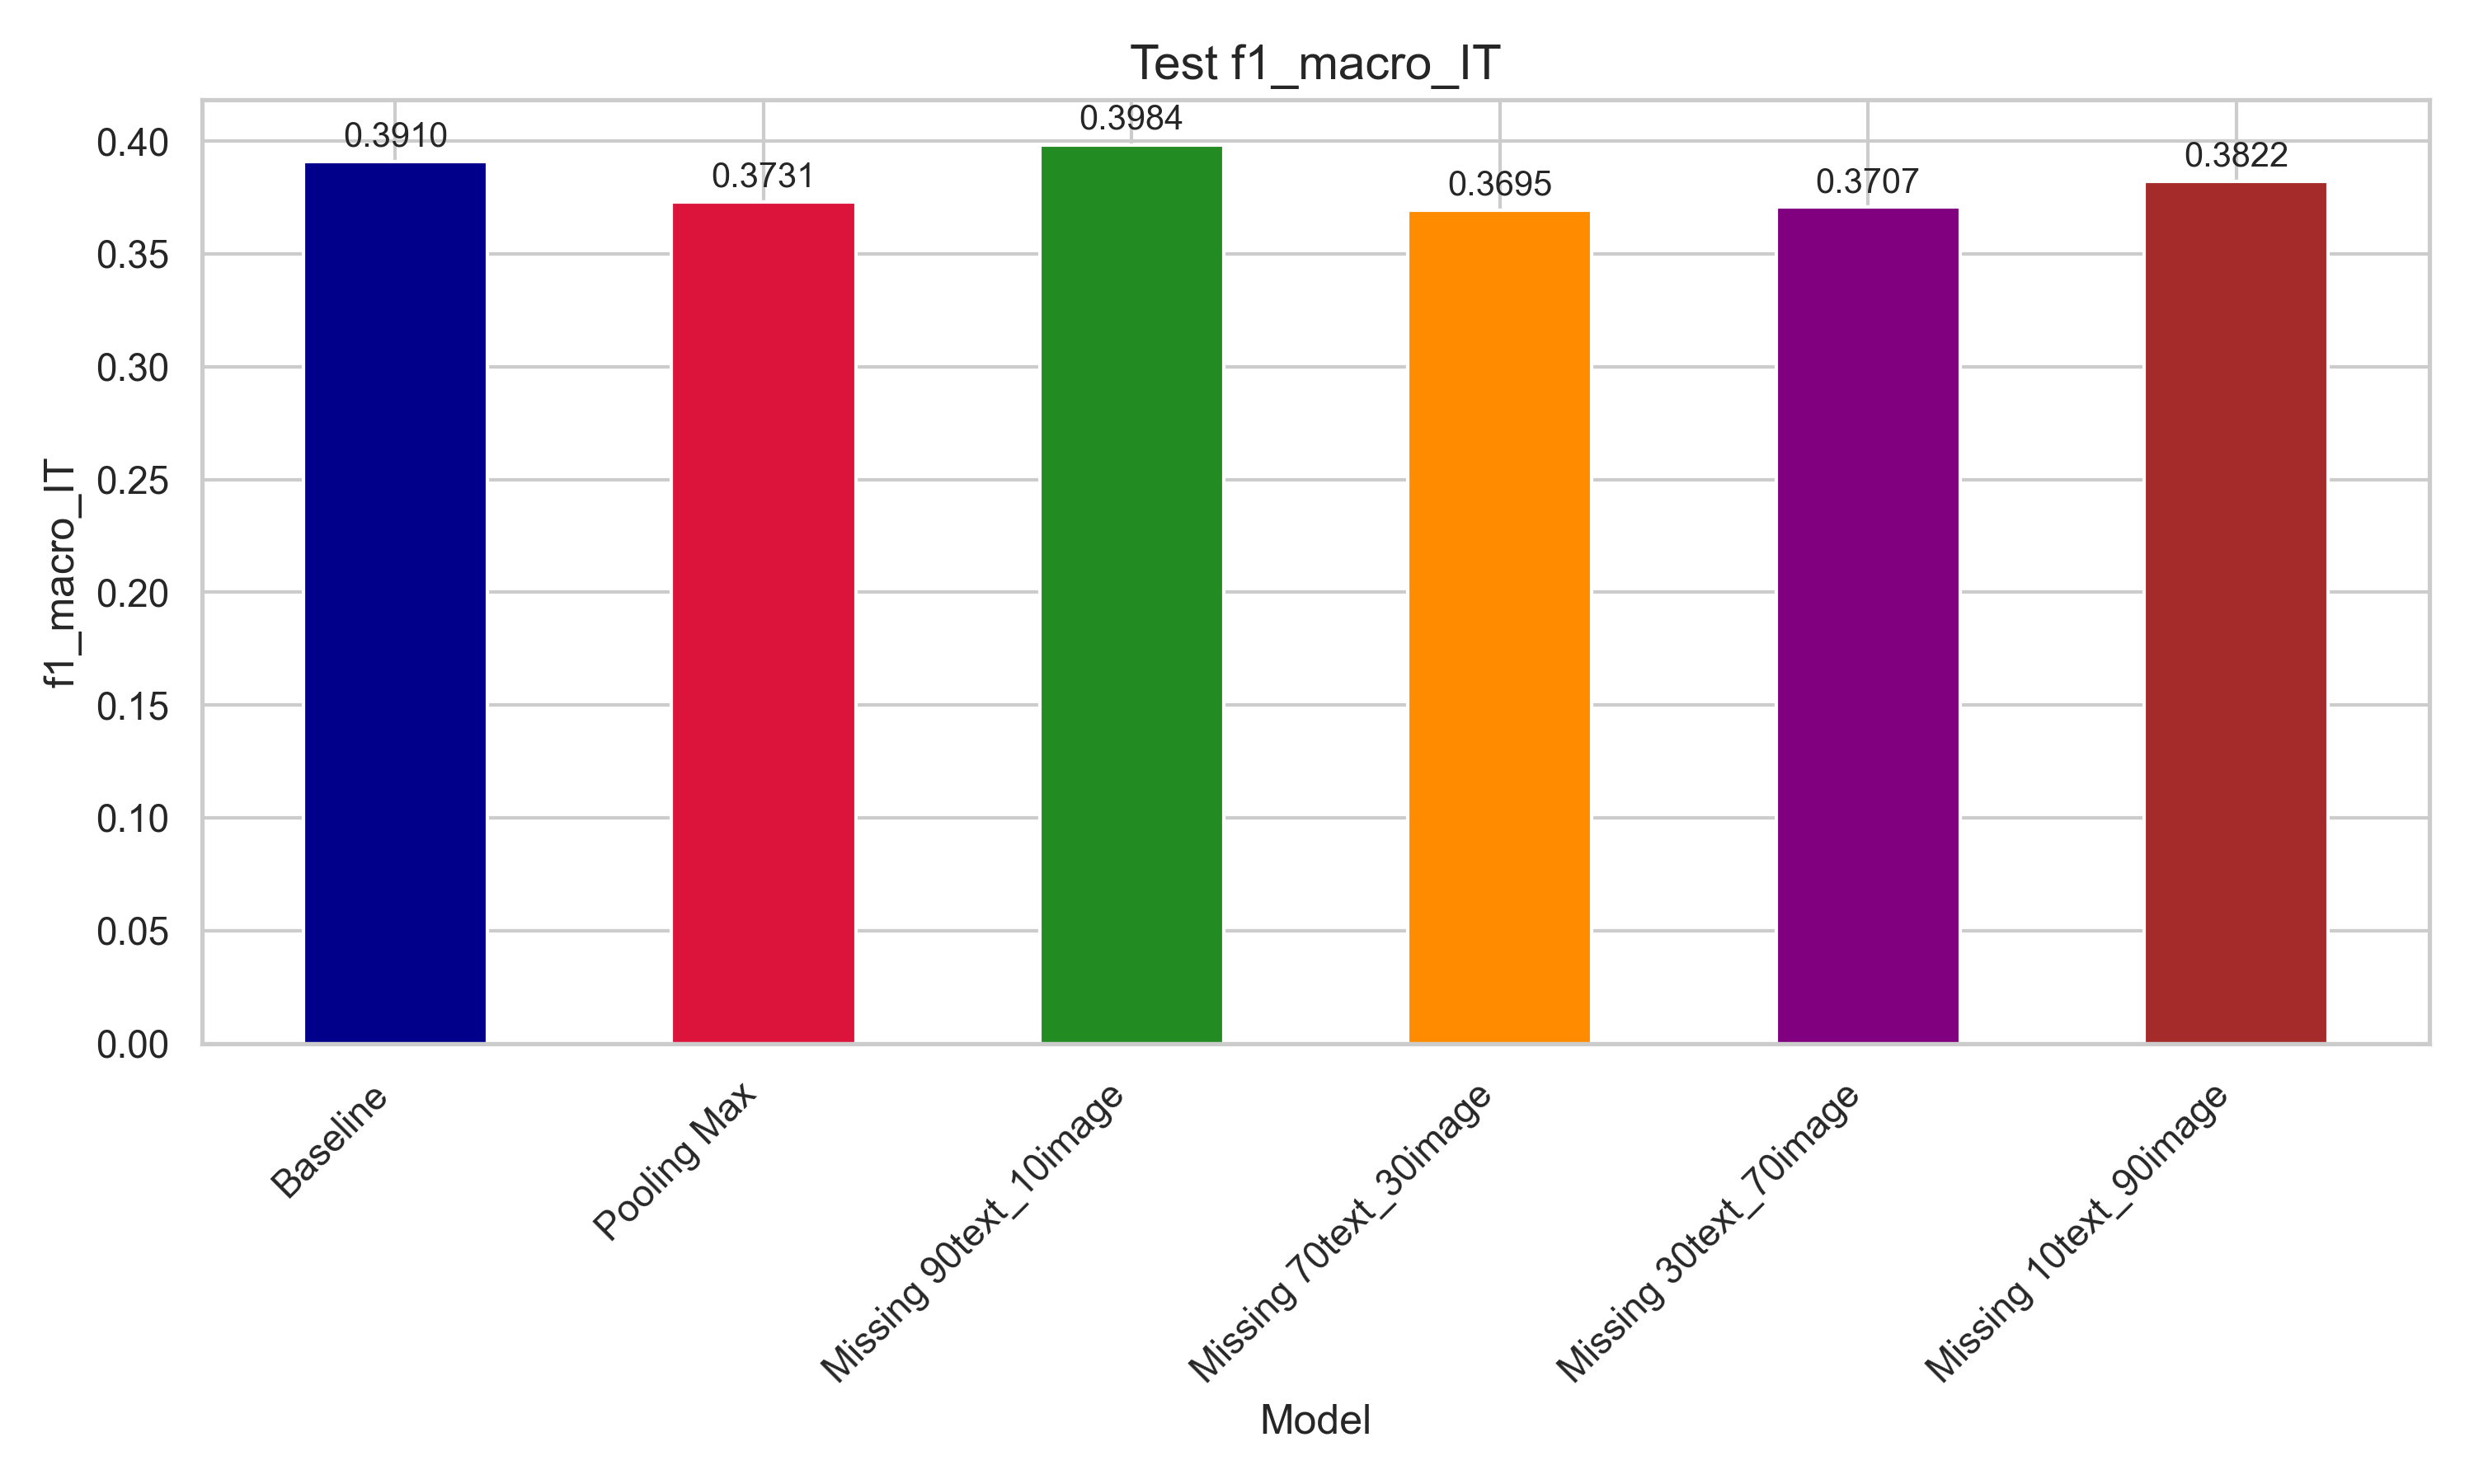 Test f1_macro_IT
0.3910
0.3731
0.3984
0.3695
0.3707
0.3822
0.40
0.35
0.30
0.25
0.20
0.15
0.10
0.05
0.00
f1_macro_IT
Baseline
Pooling Max
Missing 90text_10image
Missing 70text_30image
Missing 30text_70image
Missing 10text_90image
Model